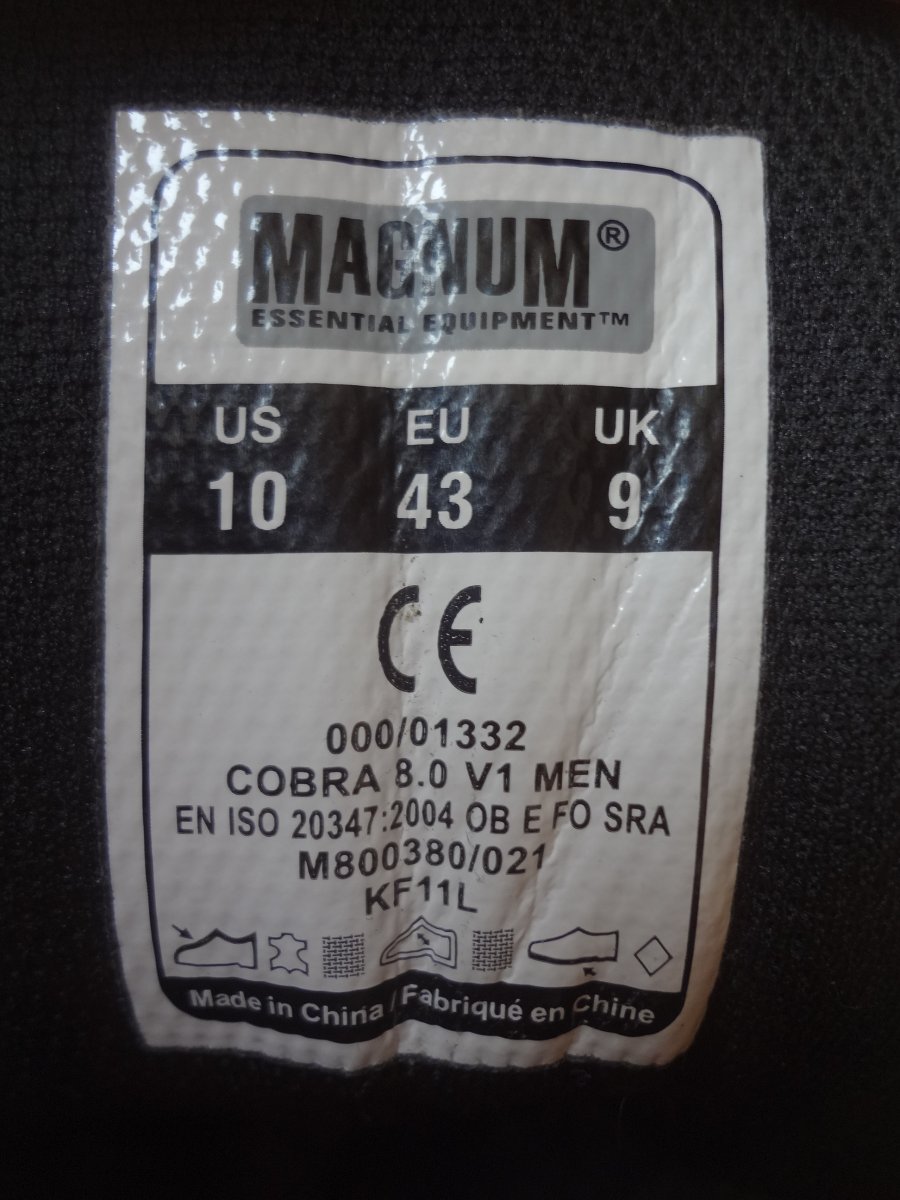 MAGNUM®
ESSENTIAL EQUIPMENT™
US EU UK
10 43 9
CE
000/01332
COBRA 8.0 V1 MEN
EN ISO 20347:2004 OB E FO SRA
M800380/021
KF11L
Made in China / Fabriqué en Chine